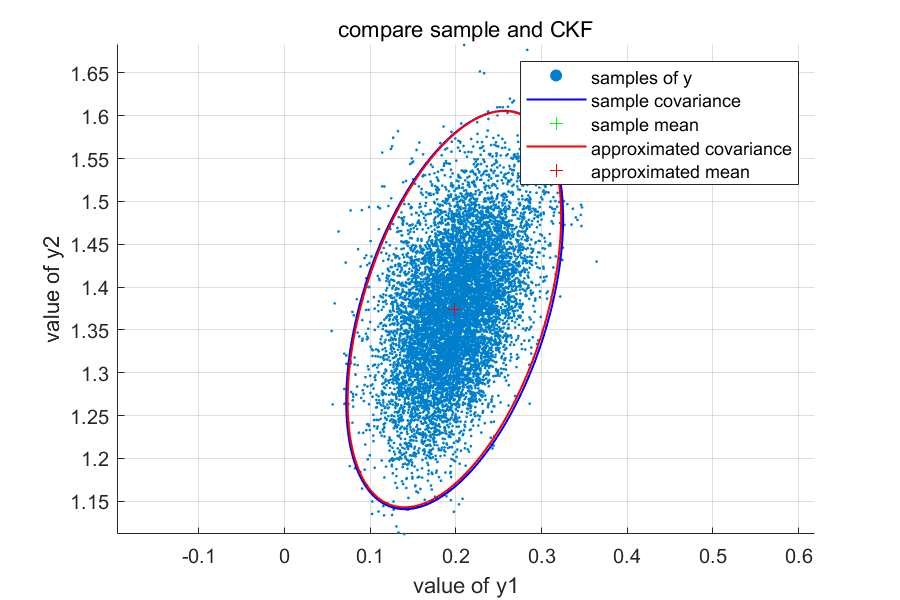 compare sample and CKF
samples of y
sample covariance
sample mean
approximated covariance
approximated mean
value of y2
1.65
1.6
1.55
1.5
1.45
1.4
1.35
1.3
1.25
1.2
1.15
-0.1 0 0.1 0.2 0.3 0.4 0.5 0.6
value of y1